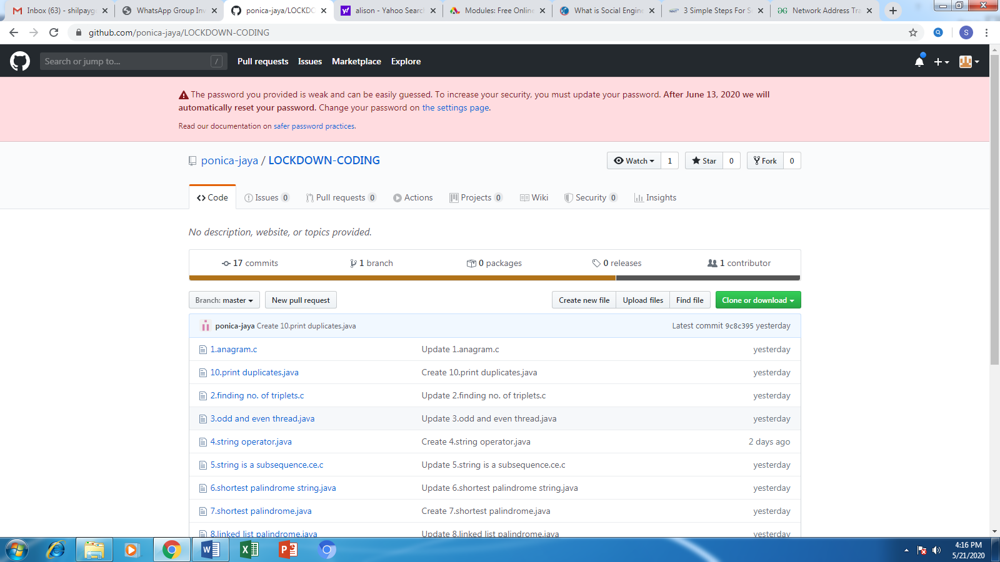 Inbox (63) - shilpayg
WhatsApp Group Inv
ponica-jaya/LOCKDO
alison - Yahoo Search
Modules: Free Online
What is Social Engine
3 Simple Steps For S
Network Address Tra
github.com/ponica-jaya/LOCKDOWN-CODING
S
Search or jump to... /
Pull requests Issues Marketplace Explore
The password you provided is weak and can be easily guessed. To increase your security, you must update your password. After June 13, 2020 we will
automatically reset your password. Change your password on the settings page.
Read our documentation on safer password practices.
ponica-jaya / LOCKDOWN-CODING
Watch 1 Star 0 Fork 0
Code Issues 0 Pull requests 0 Actions Projects 0 Wiki Security 0 Insights
No description, website, or topics provided.
17 commits 1 branch 0 packages 0 releases 1 contributor
Branch: master New pull request Create new file Upload files Find file Clone or download
ponica-jaya Create 10.print duplicates.java Latest commit 9c8c395 yesterday
1.anagram.c Update 1.anagram.c yesterday
10.print duplicates.java Create 10.print duplicates.java yesterday
2.finding no. of triplets.c Update 2.finding no. of triplets.c yesterday
3.odd and even thread.java Update 3.odd and even thread.java yesterday
4.string operator.java Create 4.string operator.java 2 days ago
5.string is a subsequence.ce.c Update 5.string is a subsequence.ce.c yesterday
6.shortest palindrome string.java Update 6.shortest palindrome string.java yesterday
7.shortest palindrome.java Create 7.shortest palindrome.java yesterday
8.linked list palindrome.java Update 8.linked list palindrome.java yesterday
4:16 PM
5/21/2020